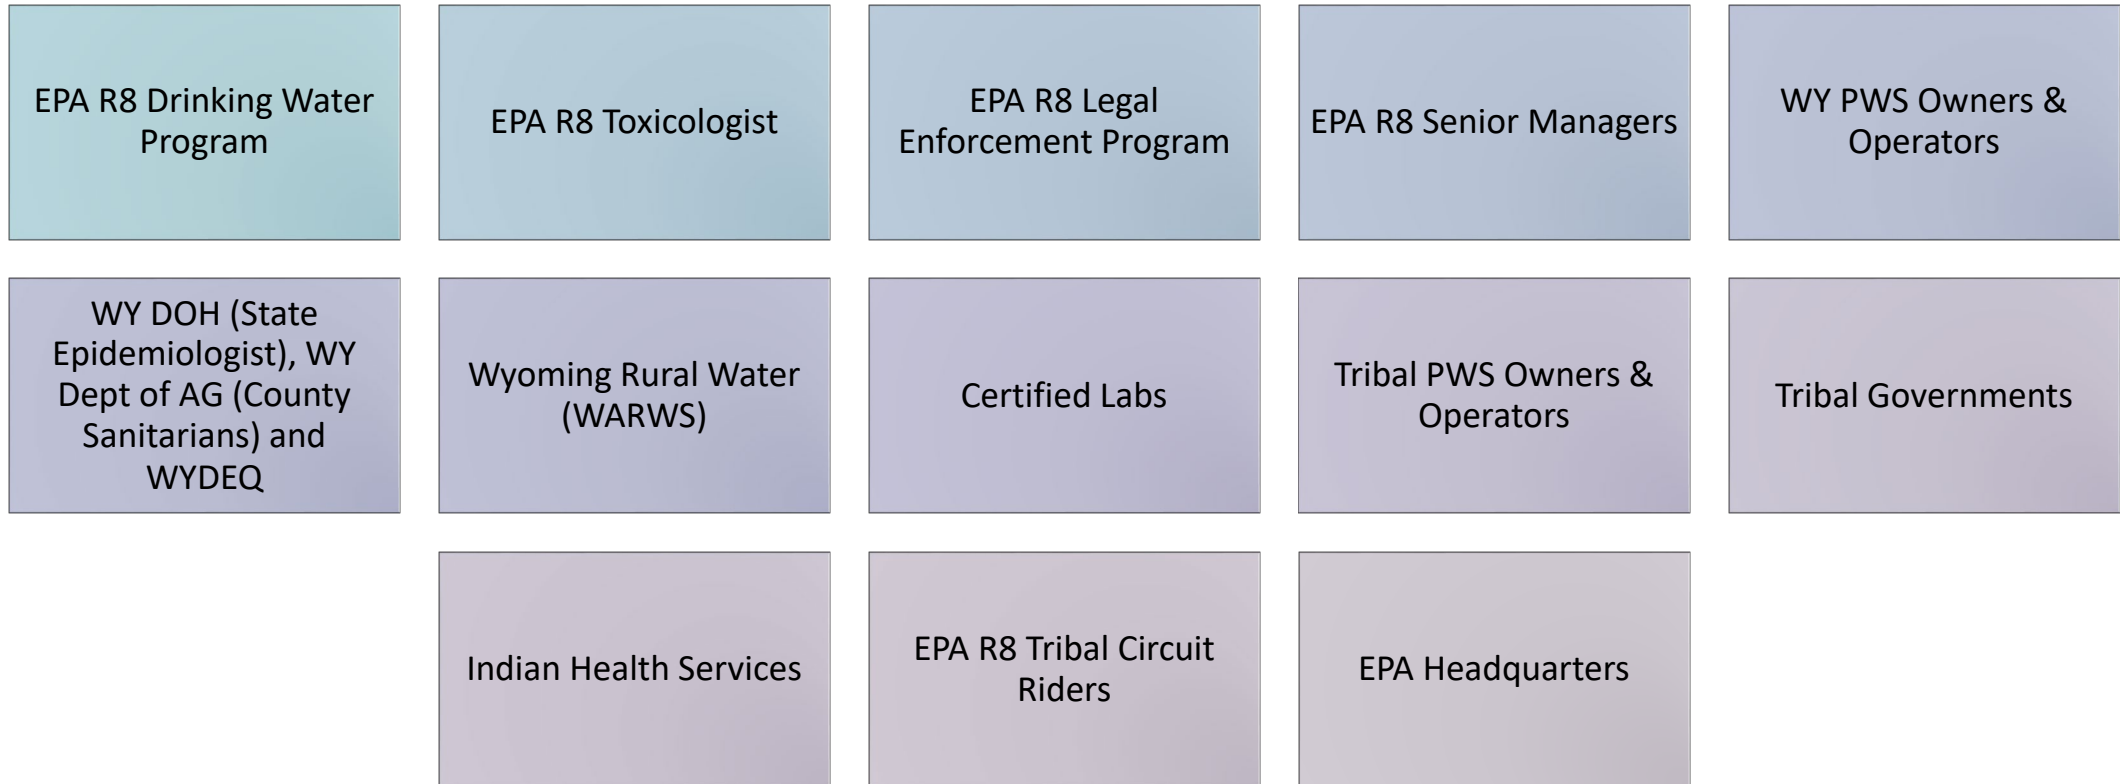 EPA R8 Drinking Water
Program
EPA R8 Toxicologist
EPA R8 Legal
Enforcement Program
EPA R8 Senior Managers
WY PWS Owners &
Operators
WY DOH (State
Epidemiologist), WY
Dept of AG (County
Sanitarians) and
WYDEQ
Wyoming Rural Water
(WARWS)
Certified Labs
Tribal PWS Owners &
Operators
Tribal Governments
Indian Health Services
EPA R8 Tribal Circuit
Riders
EPA Headquarters